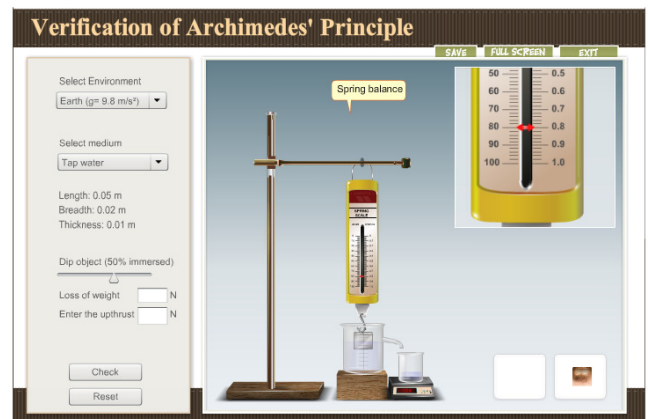 Verification of Archimedes' Principle
SAVE FULL SCREEN EXIT
Select Environment
Earth (g= 9.8 m/s²)
Select medium
Tap water
Length: 0.05 m
Breadth: 0.02 m
Thickness: 0.01 m
Dip object (50% immersed)
Loss of weight N
Enter the upthrust N
Check
Reset
Spring balance
SPRING
SCALE
50 0.5
60 0.6
70 0.7
80 0.8
90 0.9
100 1.0